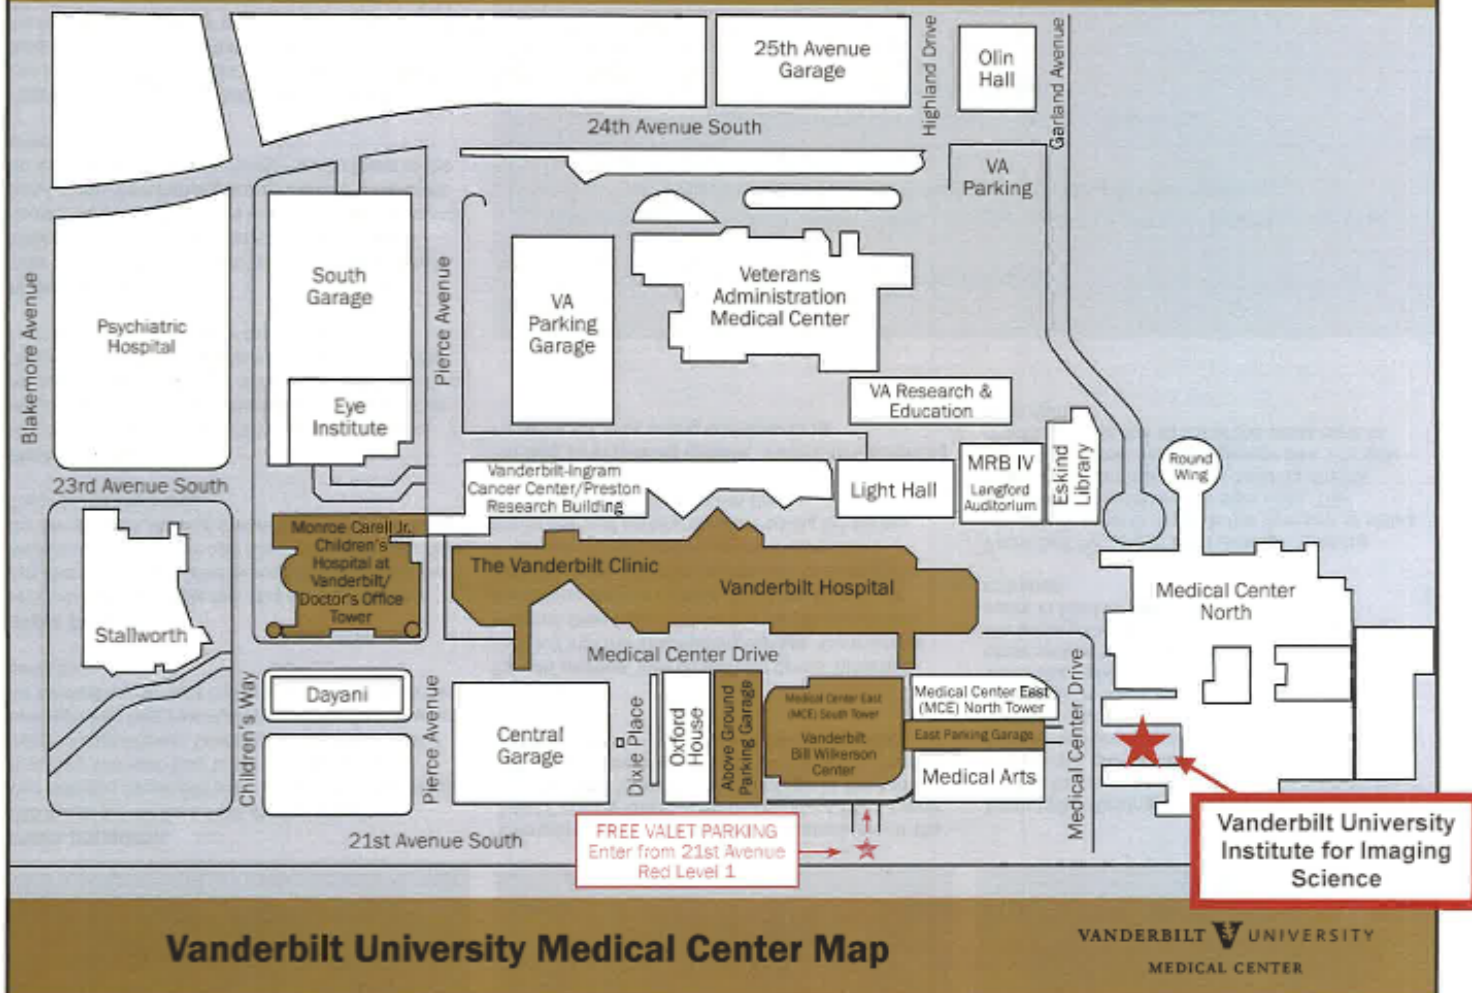 25th Avenue
Garage
Highland Drive
Olin
Hall
Garland Avenue
24th Avenue South
VA
Parking
Blakemore Avenue
Psychiatric
Hospital
South
Garage
Pierce Avenue
VA
Parking
Garage
Veterans
Administration
Medical Center
Eye
Institute
VA Research &
Education
23rd Avenue South
Vanderbilt-Ingram
Cancer Center/Preston
Research Building
Light Hall
MRB IV
Langford
Auditorium
Eskind
Library
Round
Wing
Monroe Carell Jr.
Children's
Hospital at
Vanderbilt/
Doctor's Office
Tower
The Vanderbilt Clinic
Vanderbilt Hospital
Medical Center
North
Stallworth
Medical Center Drive
Children's Way
Dayani
Pierce Avenue
Central
Garage
Dixie Place
Oxford
House
Above Ground
Parking Garage
Medical Center East
(MCE) South Tower
Vanderbilt
Bill Wilkerson
Center
Medical Center East
(MCE) North Tower
East Parking Garage
Medical Arts
Medical Center Drive
21st Avenue South
FREE VALET PARKING
Enter from 21st Avenue
Red Level 1
Vanderbilt University
Institute for Imaging
Science
Vanderbilt University Medical Center Map
VANDERBILT UNIVERSITY
MEDICAL CENTER